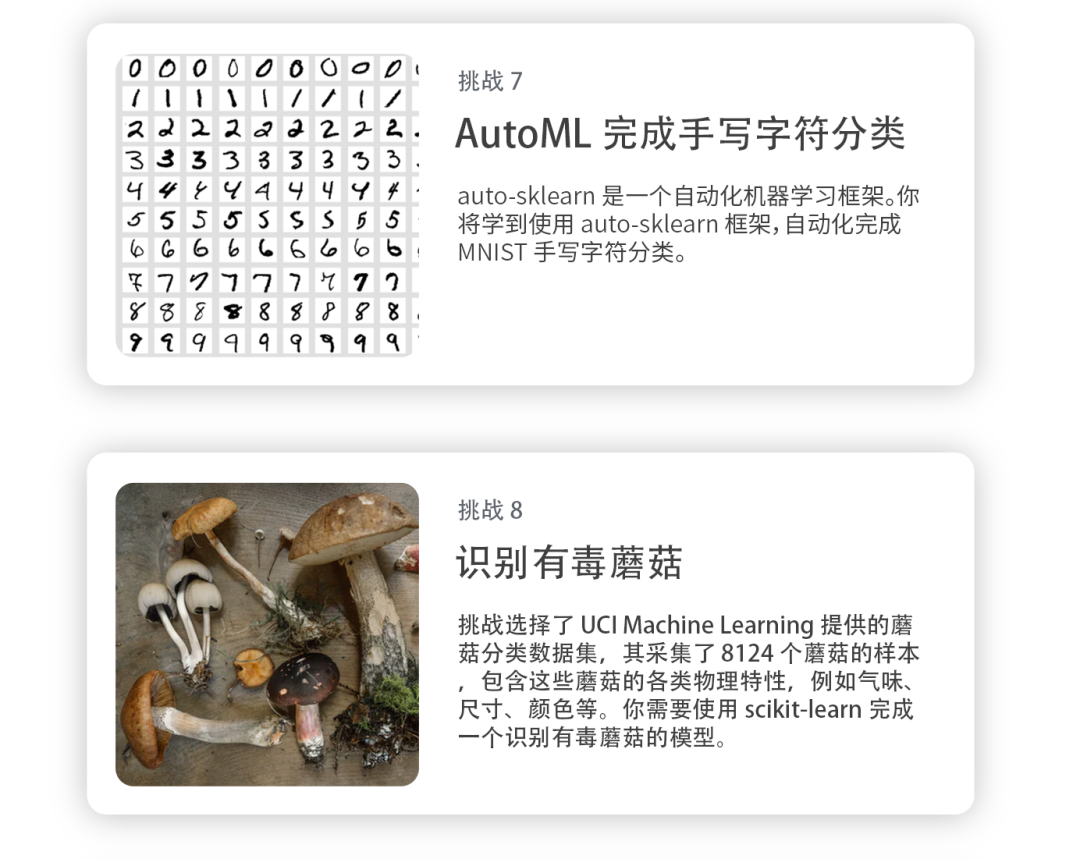 0 0 0 0 0 0 0 0 0
1 1 1 1 1 1 1 1 1
2 2 2 2 2 2 2 2 2
3 3 3 3 3 3 3 3 3
4 4 4 4 4 4 4 4 4
5 5 5 5 5 5 5 5 5
6 6 6 6 6 6 6 6 6
7 7 7 7 7 7 7 7 7
8 8 8 8 8 8 8 8 8
9 9 9 9 9 9 9 9 9
挑战 7
AutoML 完成手写字符分类
auto-sklearn 是一个自动化机器学习框架。你
将学到使用 auto-sklearn 框架，自动化完成
MNIST 手写字符分类。
挑战 8
识别有毒蘑菇
挑战选择了 UCI Machine Learning 提供的蘑
菇分类数据集，其采集了 8124 个蘑菇的样本
，包含这些蘑菇的各类物理特性，例如气味、
尺寸、颜色等。你需要使用 scikit-learn 完成
一个识别有毒蘑菇的模型。